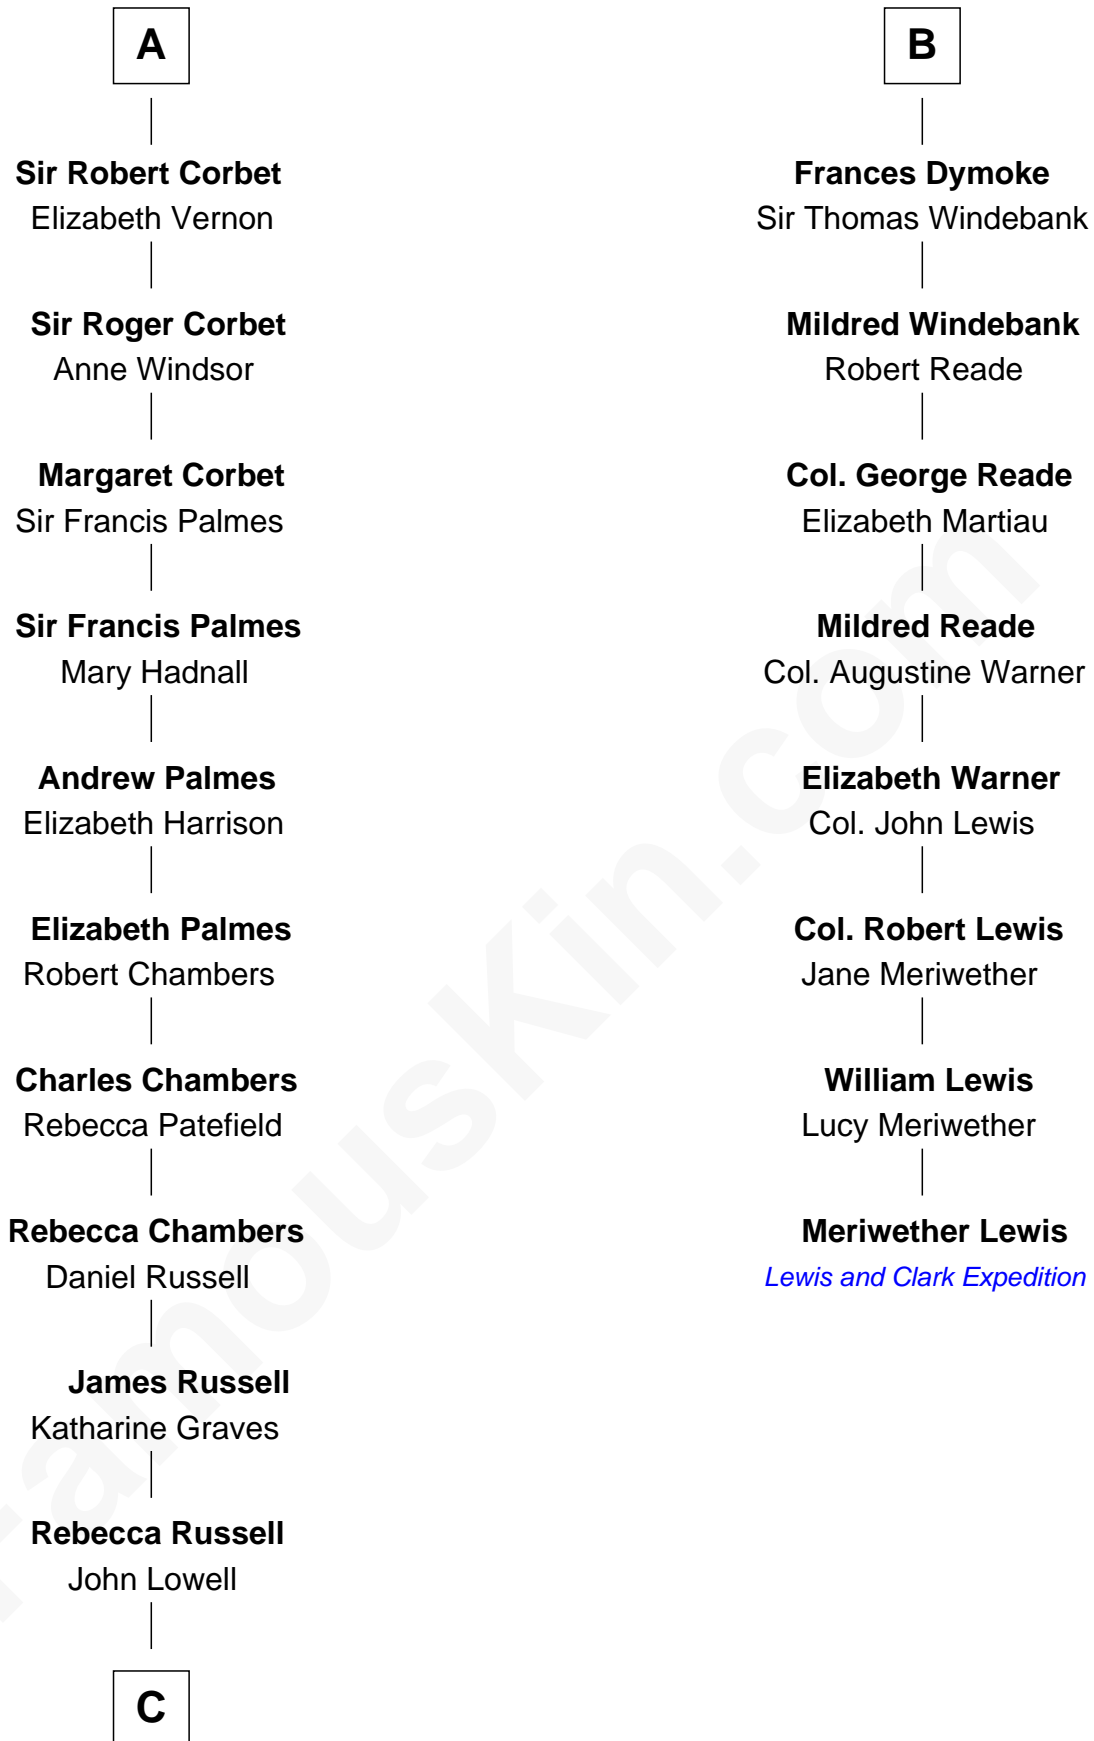 A
Sir Robert Corbet
Elizabeth Vernon
Sir Roger Corbet
Anne Windsor
Margaret Corbet
Sir Francis Palmes
Sir Francis Palmes
Mary Hadnall
Andrew Palmes
Elizabeth Harrison
Elizabeth Palmes
Robert Chambers
Charles Chambers
Rebecca Patefield
Rebecca Chambers
Daniel Russell
James Russell
Katharine Graves
Rebecca Russell
John Lowell
C
B
Frances Dymoke
Sir Thomas Windebank
Mildred Windebank
Robert Reade
Col. George Reade
Elizabeth Martiau
Mildred Reade
Col. Augustine Warner
Elizabeth Warner
Col. John Lewis
Col. Robert Lewis
Jane Meriwether
William Lewis
Lucy Meriwether
Meriwether Lewis
Lewis and Clark Expedition
FamousKin.com